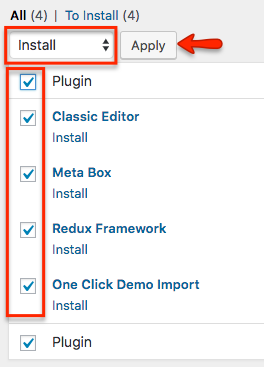 All (4) | To Install (4)
Install Apply
Plugin
Classic Editor
Install
Meta Box
Install
Redux Framework
Install
One Click Demo Import
Install
Plugin